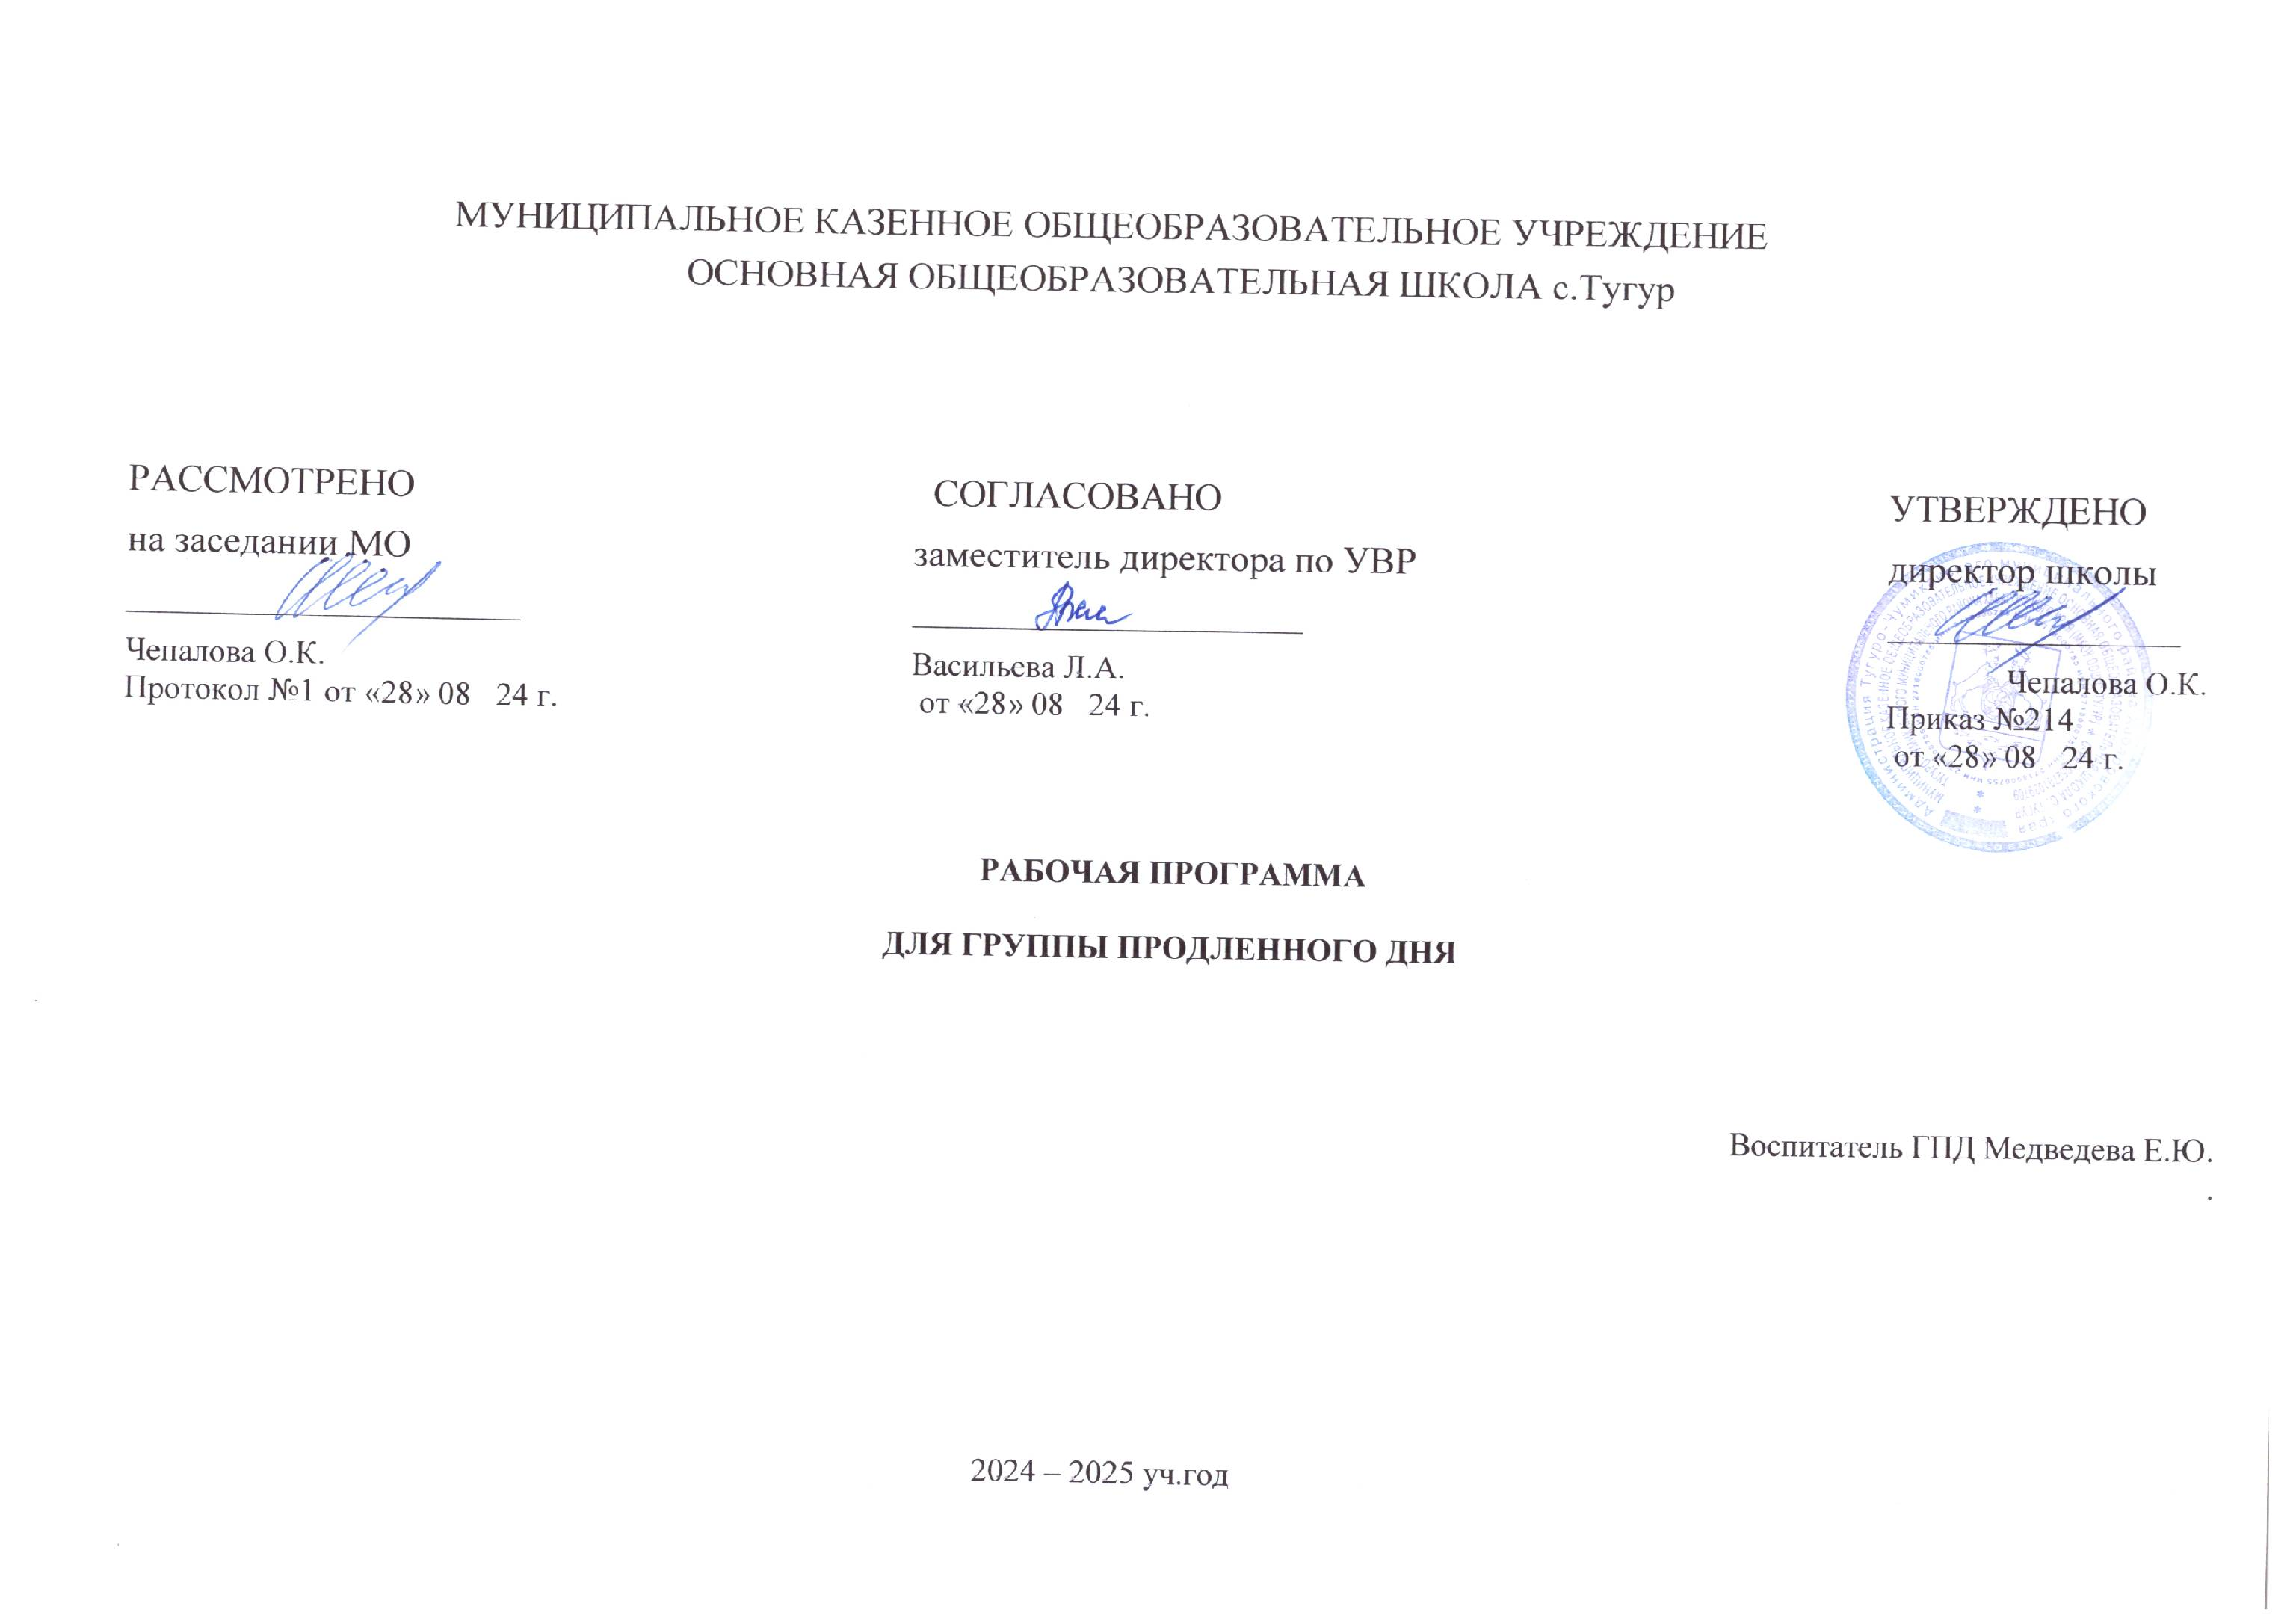 МУНИЦИПАЛЬНОЕ КАЗЕННОЕ ОБЩЕОБРАЗОВАТЕЛЬНОЕ УЧРЕЖДЕНИЕ
ОСНОВНАЯ ОБЩЕОБРАЗОВАТЕЛЬНАЯ ШКОЛА с.Тугур
РАССМОТРЕНО
на заседании МО
Чепалова О.К.
Протокол №1 от «28» 08 24 г.
СОГЛАСОВАНО
заместитель директора по УВР
Васильева Л.А.
от «28» 08 24 г.
УТВЕРЖДЕНО
директор школы
Чепалова О.К.
Приказ №214
от «28» 08 24 г.
РАБОЧАЯ ПРОГРАММА
ДЛЯ ГРУППЫ ПРОДЛЕННОГО ДНЯ
Воспитатель ГПД Медведева Е.Ю.
.
2024 – 2025 уч.год